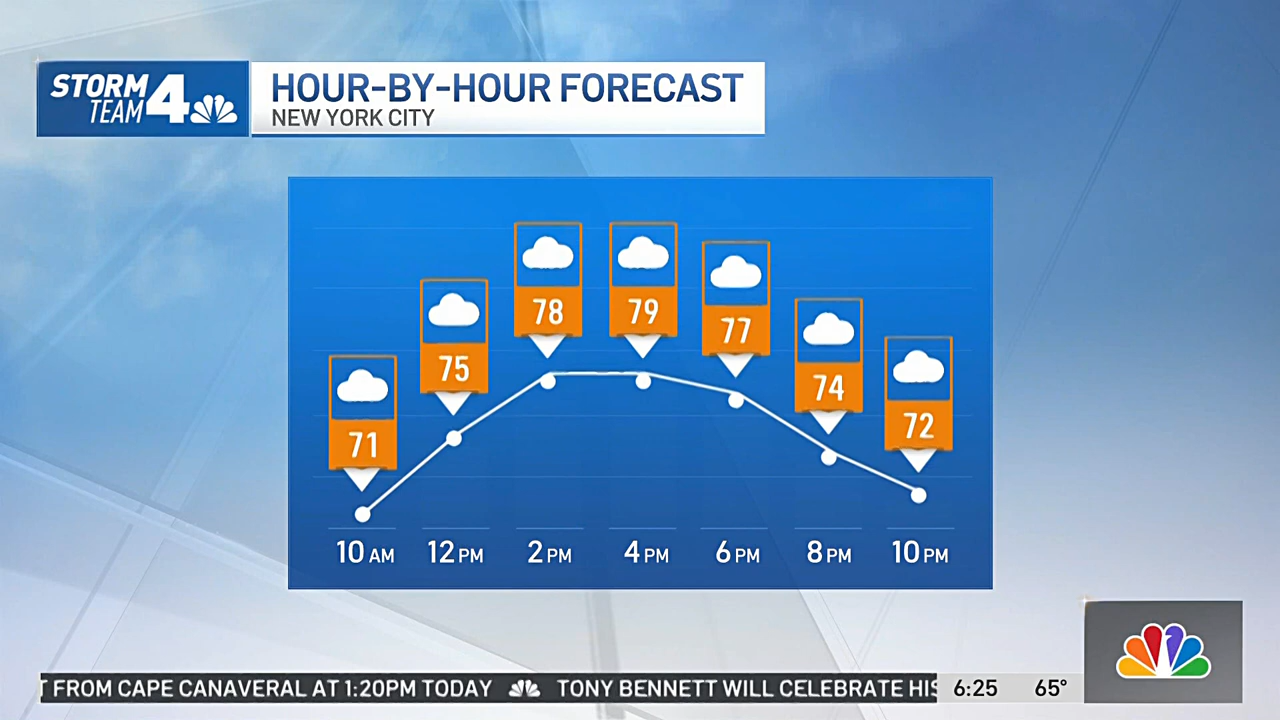 STORM
TEAM 4
HOUR-BY-HOUR FORECAST
NEW YORK CITY
71
75
78
79
77
74
72
10 AM
12 PM
2 PM
4 PM
6 PM
8 PM
10 PM
T FROM CAPE CANAVERAL AT 1:20PM TODAY TONY BENNETT WILL CELEBRATE HIS 6:25 65°